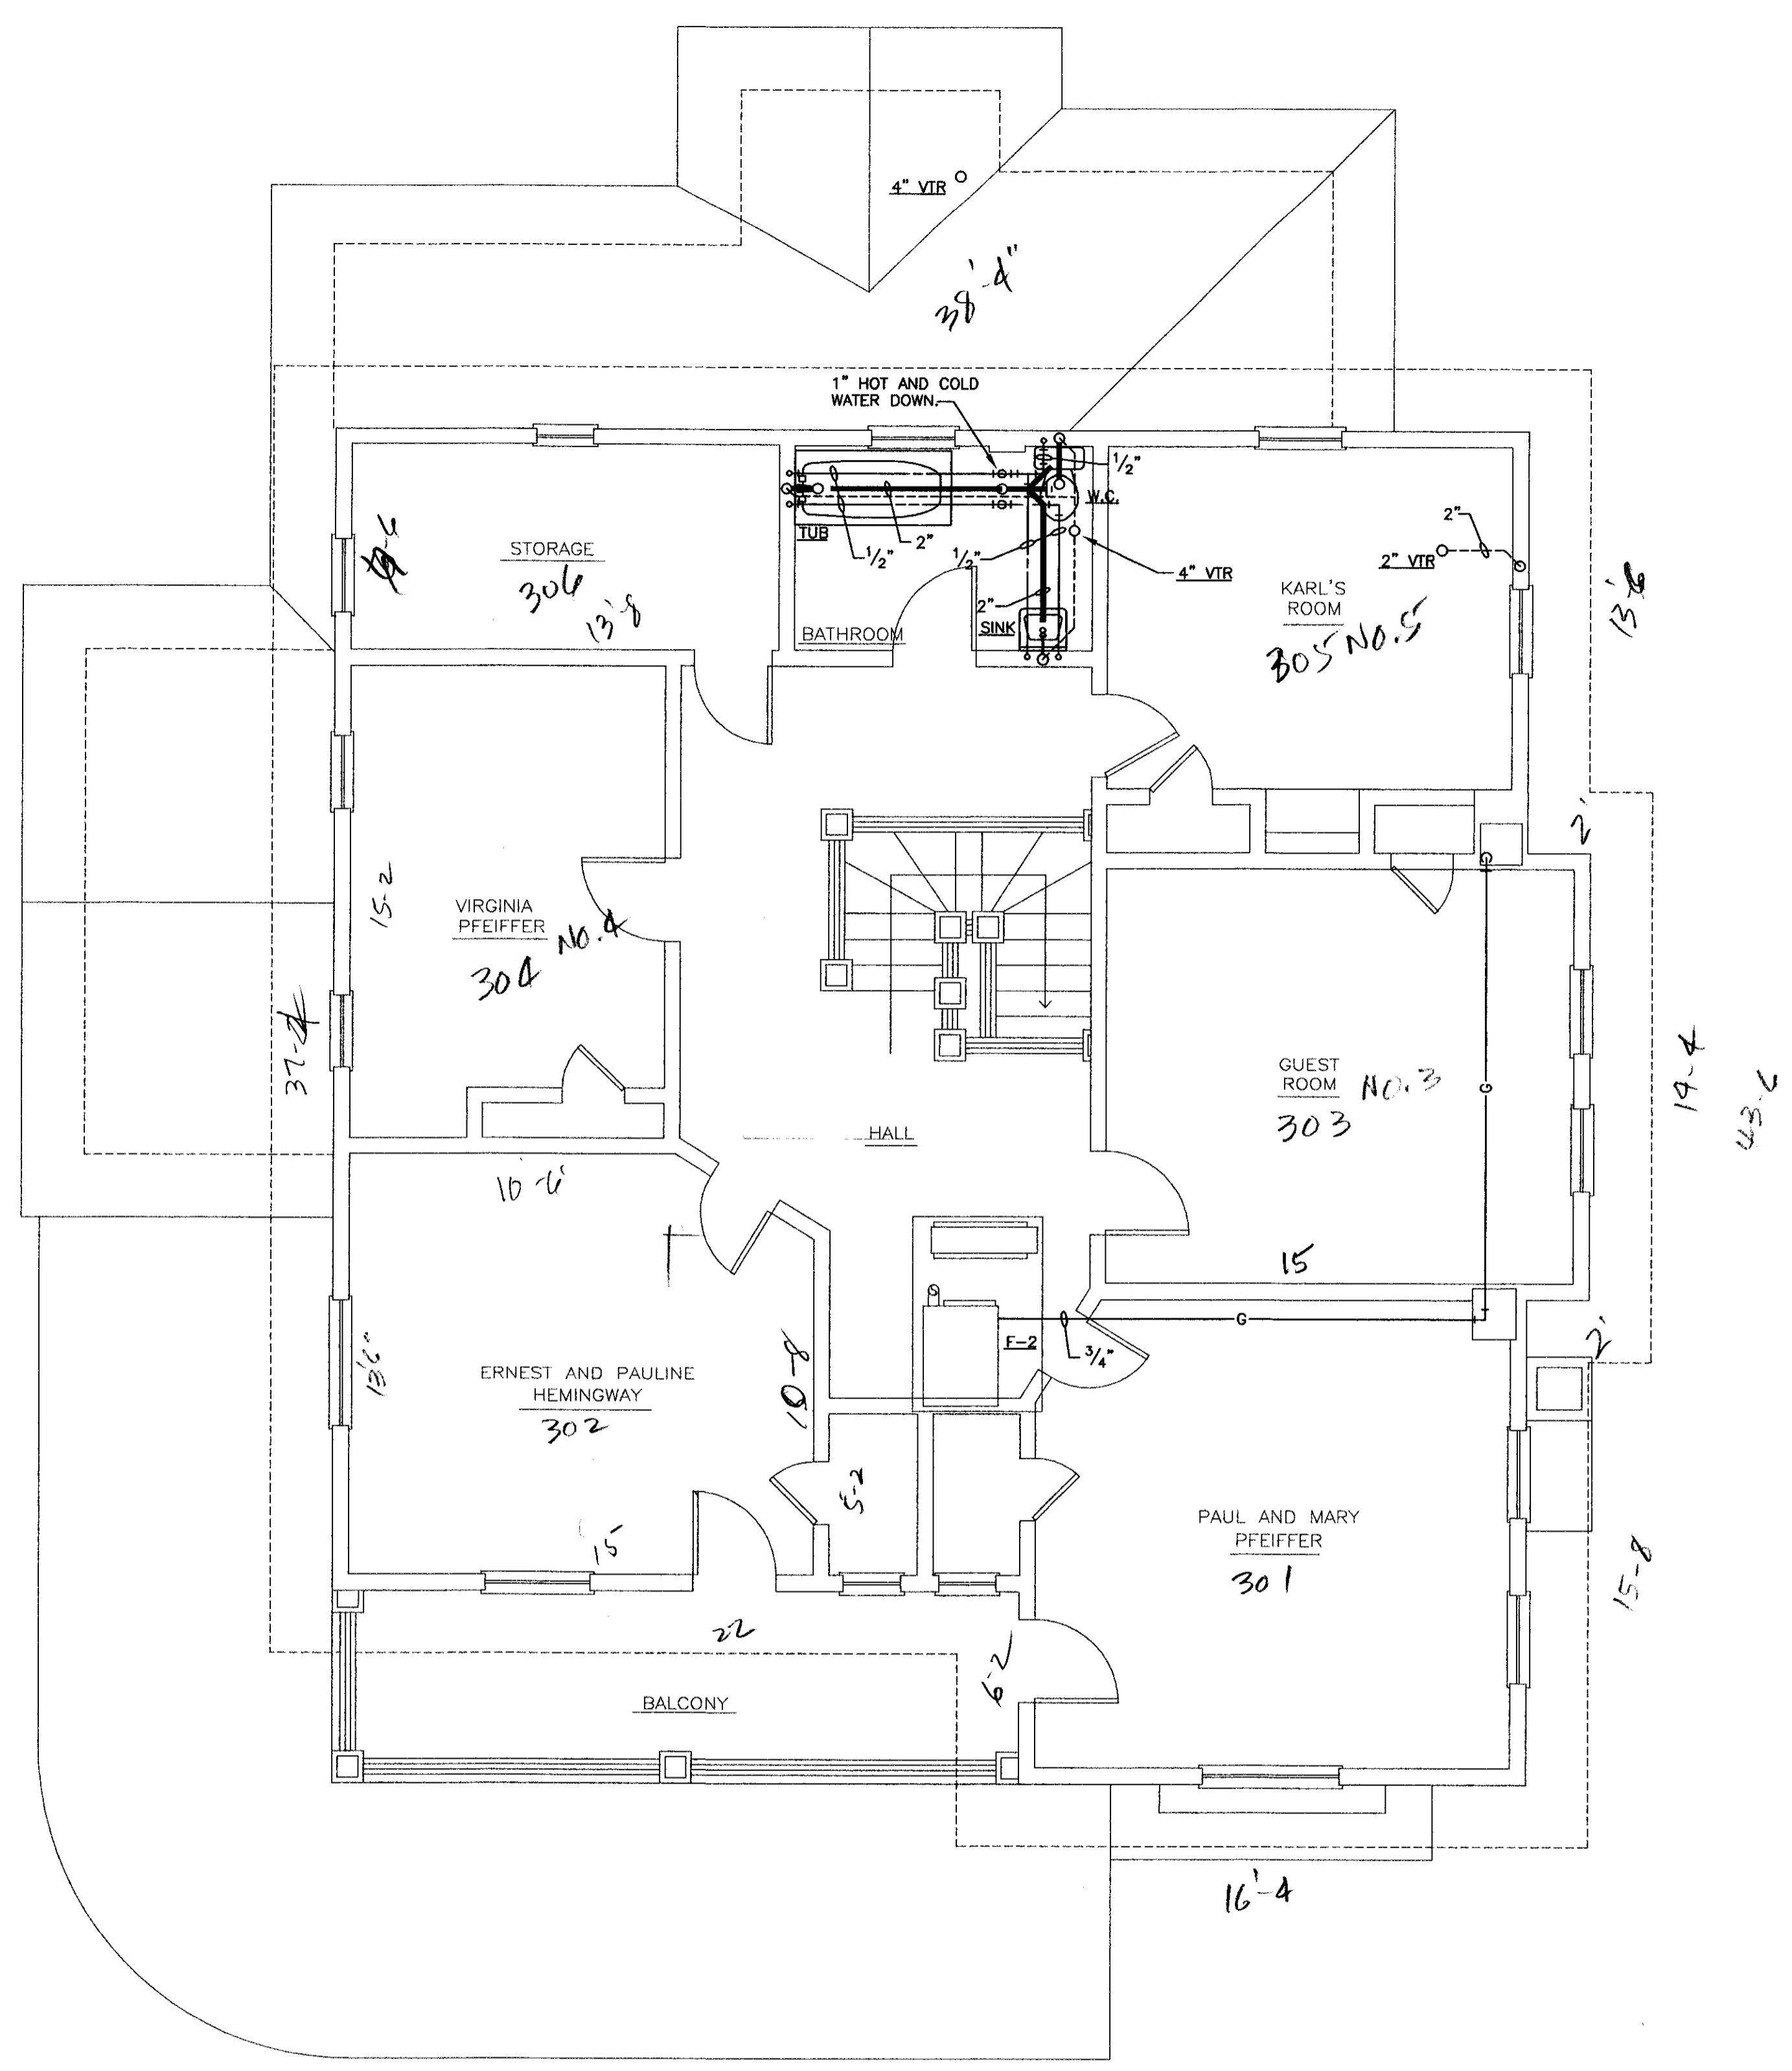 4" VTR
38'-4"
1" HOT AND COLD
WATER DOWN.
1/2"
W.C.
TUB
1/2"
2"
1/2"
4" VTR
2"
SINK
BATHROOM
STORAGE
306
13'8
2"
2" VTR
KARL'S
ROOM
305 NO.5
13'-6
2'
15-2
VIRGINIA
PFEIFFER NO.4
304
37-2
HALL
GUEST
ROOM NO.3
303
G
14-4
43-6
10'-6'
15
G
F-2
3/4"
2'
13'6"
ERNEST AND PAULINE
HEMINGWAY
302
10-8
5-2
15
PAUL AND MARY
PFEIFFER
301
15-8
22
6-2
BALCONY
16'-4